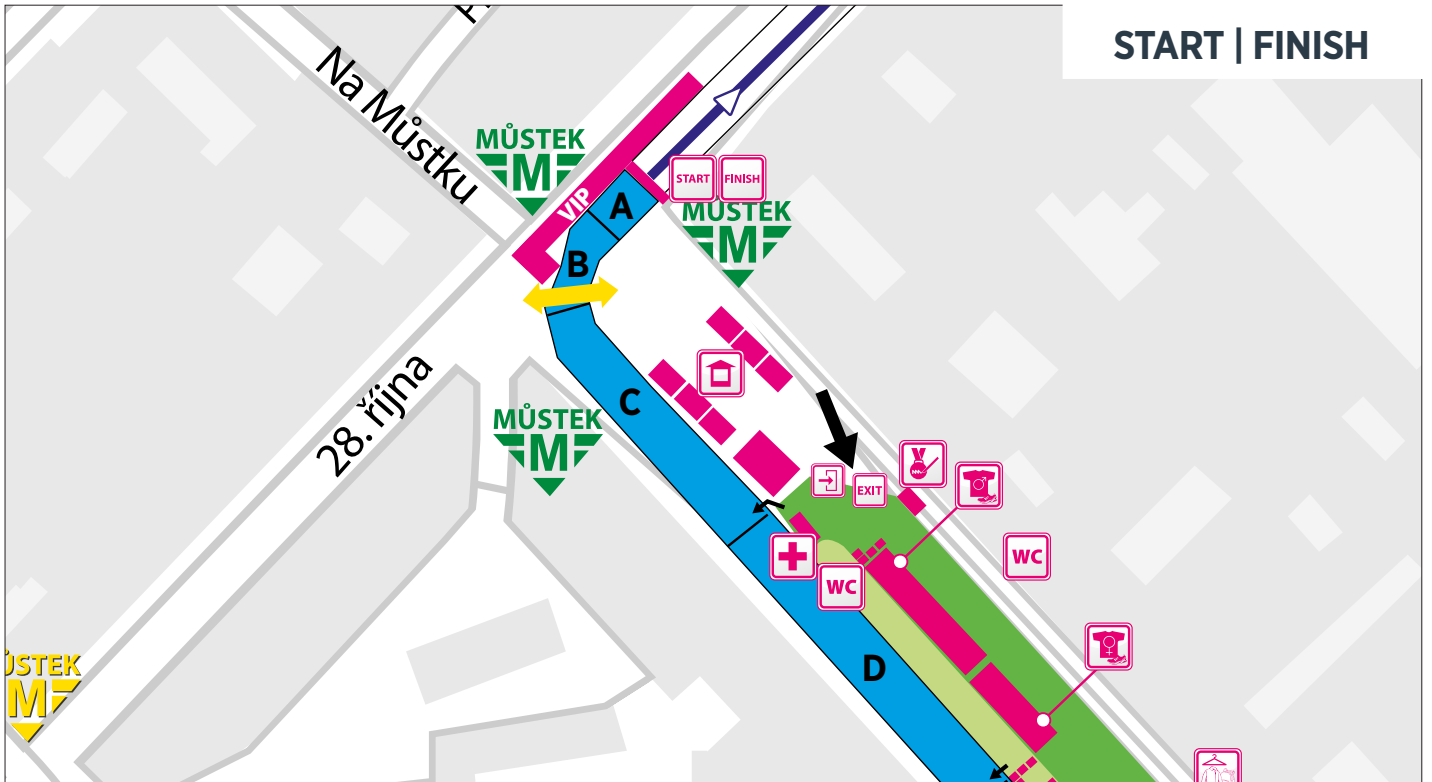 START | FINISH
Na Můstku
MŮSTEK
M
START
FINISH
VIP
A
MŮSTEK
M
B
28. října
C
MŮSTEK
M
EXIT
WC
WC
ŮSTEK
M
D